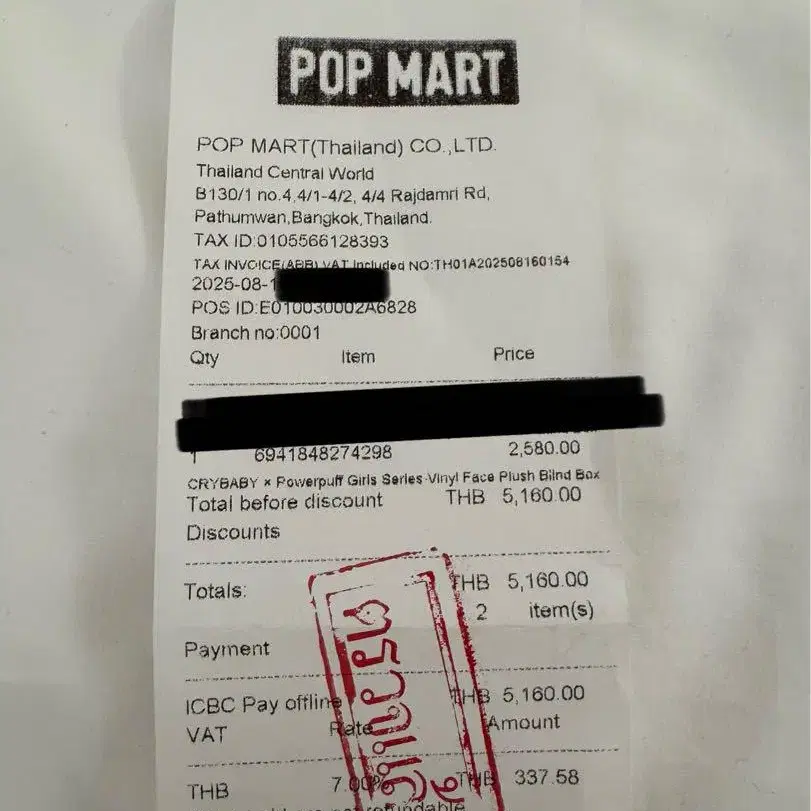 POP MART
POP MART(Thailand) CO.,LTD.
Thailand Central World
B130/1 no.4,4/1-4/2, 4/4 Rajdamri Rd,
Pathumwan,Bangkok,Thailand.
TAX ID:0105566128393
TAX INVOICE(ABB) VAT Included NO:TH01A202508160154
2025-08-1
POS ID:E010030002A6828
Branch no:0001
Qty Item Price
1 6941848274298 2,580.00
CRYBABY × Powerpuff Girls Series-Vinyl Face Plush Blind Box
Total before discount THB 5,160.00
Discounts
Totals: THB 5,160.00
2 item(s)
Payment
ICBC Pay offline THB 5,160.00
VAT Rate Amount
THB 7.00% THB 337.58
refundable